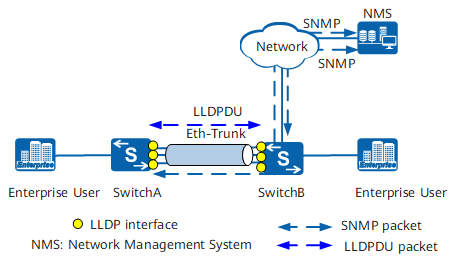 SNMP
NMS
Network
SNMP
LLDPDU
Eth-Trunk
Enterprise
S
S
Enterprise
Enterprise User
SwitchA
SwitchB
Enterprise User
LLDP interface
SNMP packet
NMS: Network Management System
LLDPDU packet